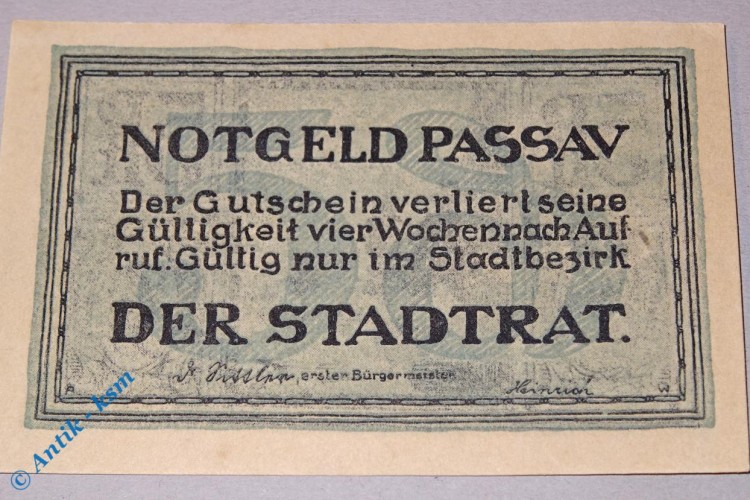 NOTGELD PASSAV
Der Gutschein verliert seine
Gültigkeit vier Wochen nach Auf-
ruf. Gültig nur im Stadtbezirk
DER STADTRAT.
erster Bürgermeister
© Antik - ksm